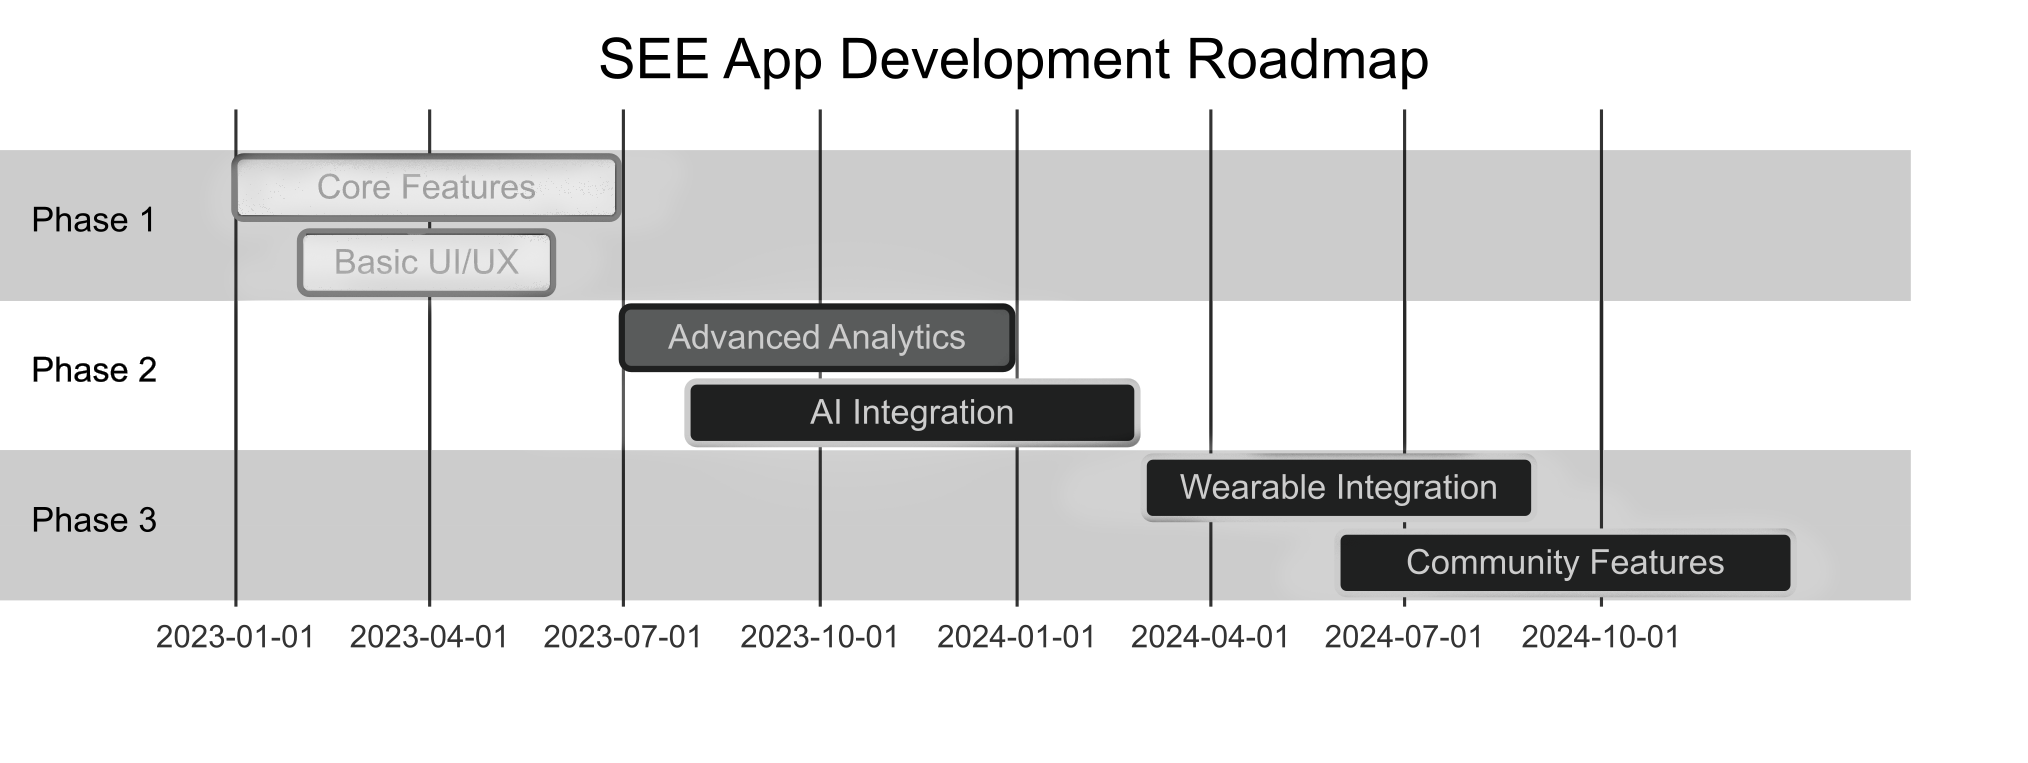 SEE App Development Roadmap
Phase 1
Core Features
Basic UI/UX
Phase 2
Advanced Analytics
AI Integration
Phase 3
Wearable Integration
Community Features
2023-01-01 2023-04-01 2023-07-01 2023-10-01 2024-01-01 2024-04-01 2024-07-01 2024-10-01